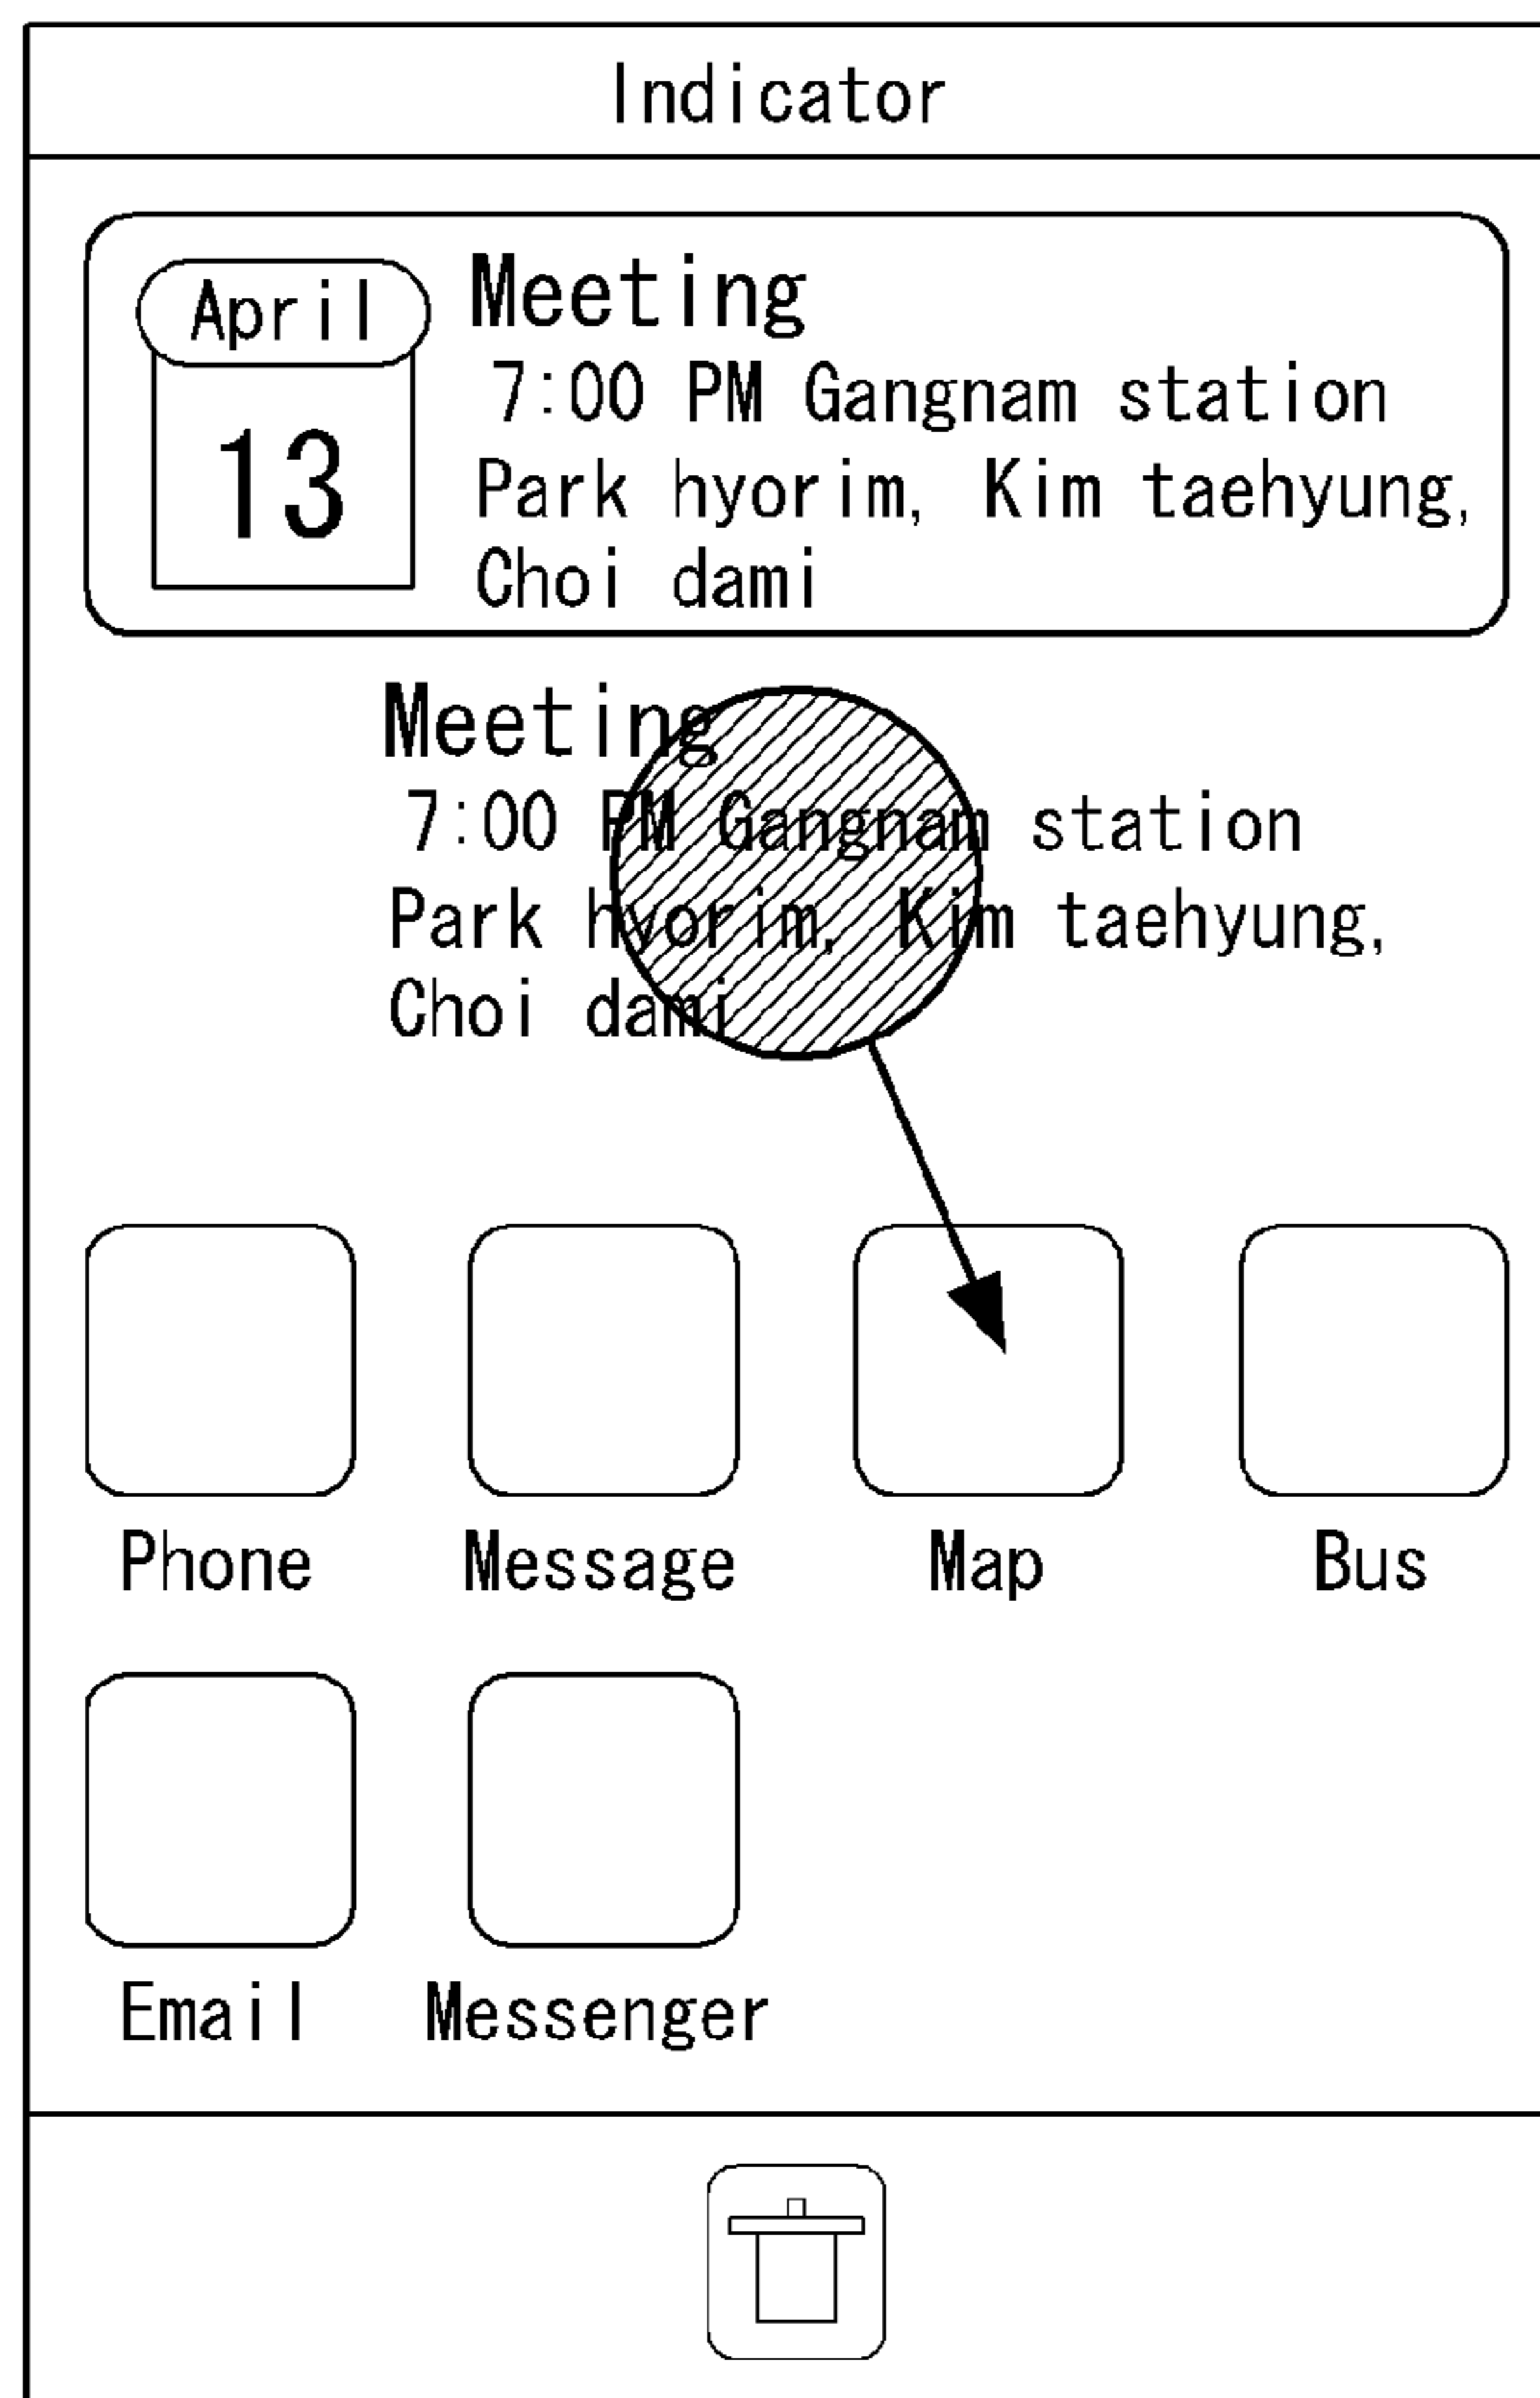 Indicator
April
13
Meeting
7:00 PM Gangnam station
Park hyorim, Kim taehyung,
Choi dami
Meeting
7:00 PM Gangnam station
Park hyorim, Kim taehyung,
Choi dami
Phone Message Map Bus
Email Messenger